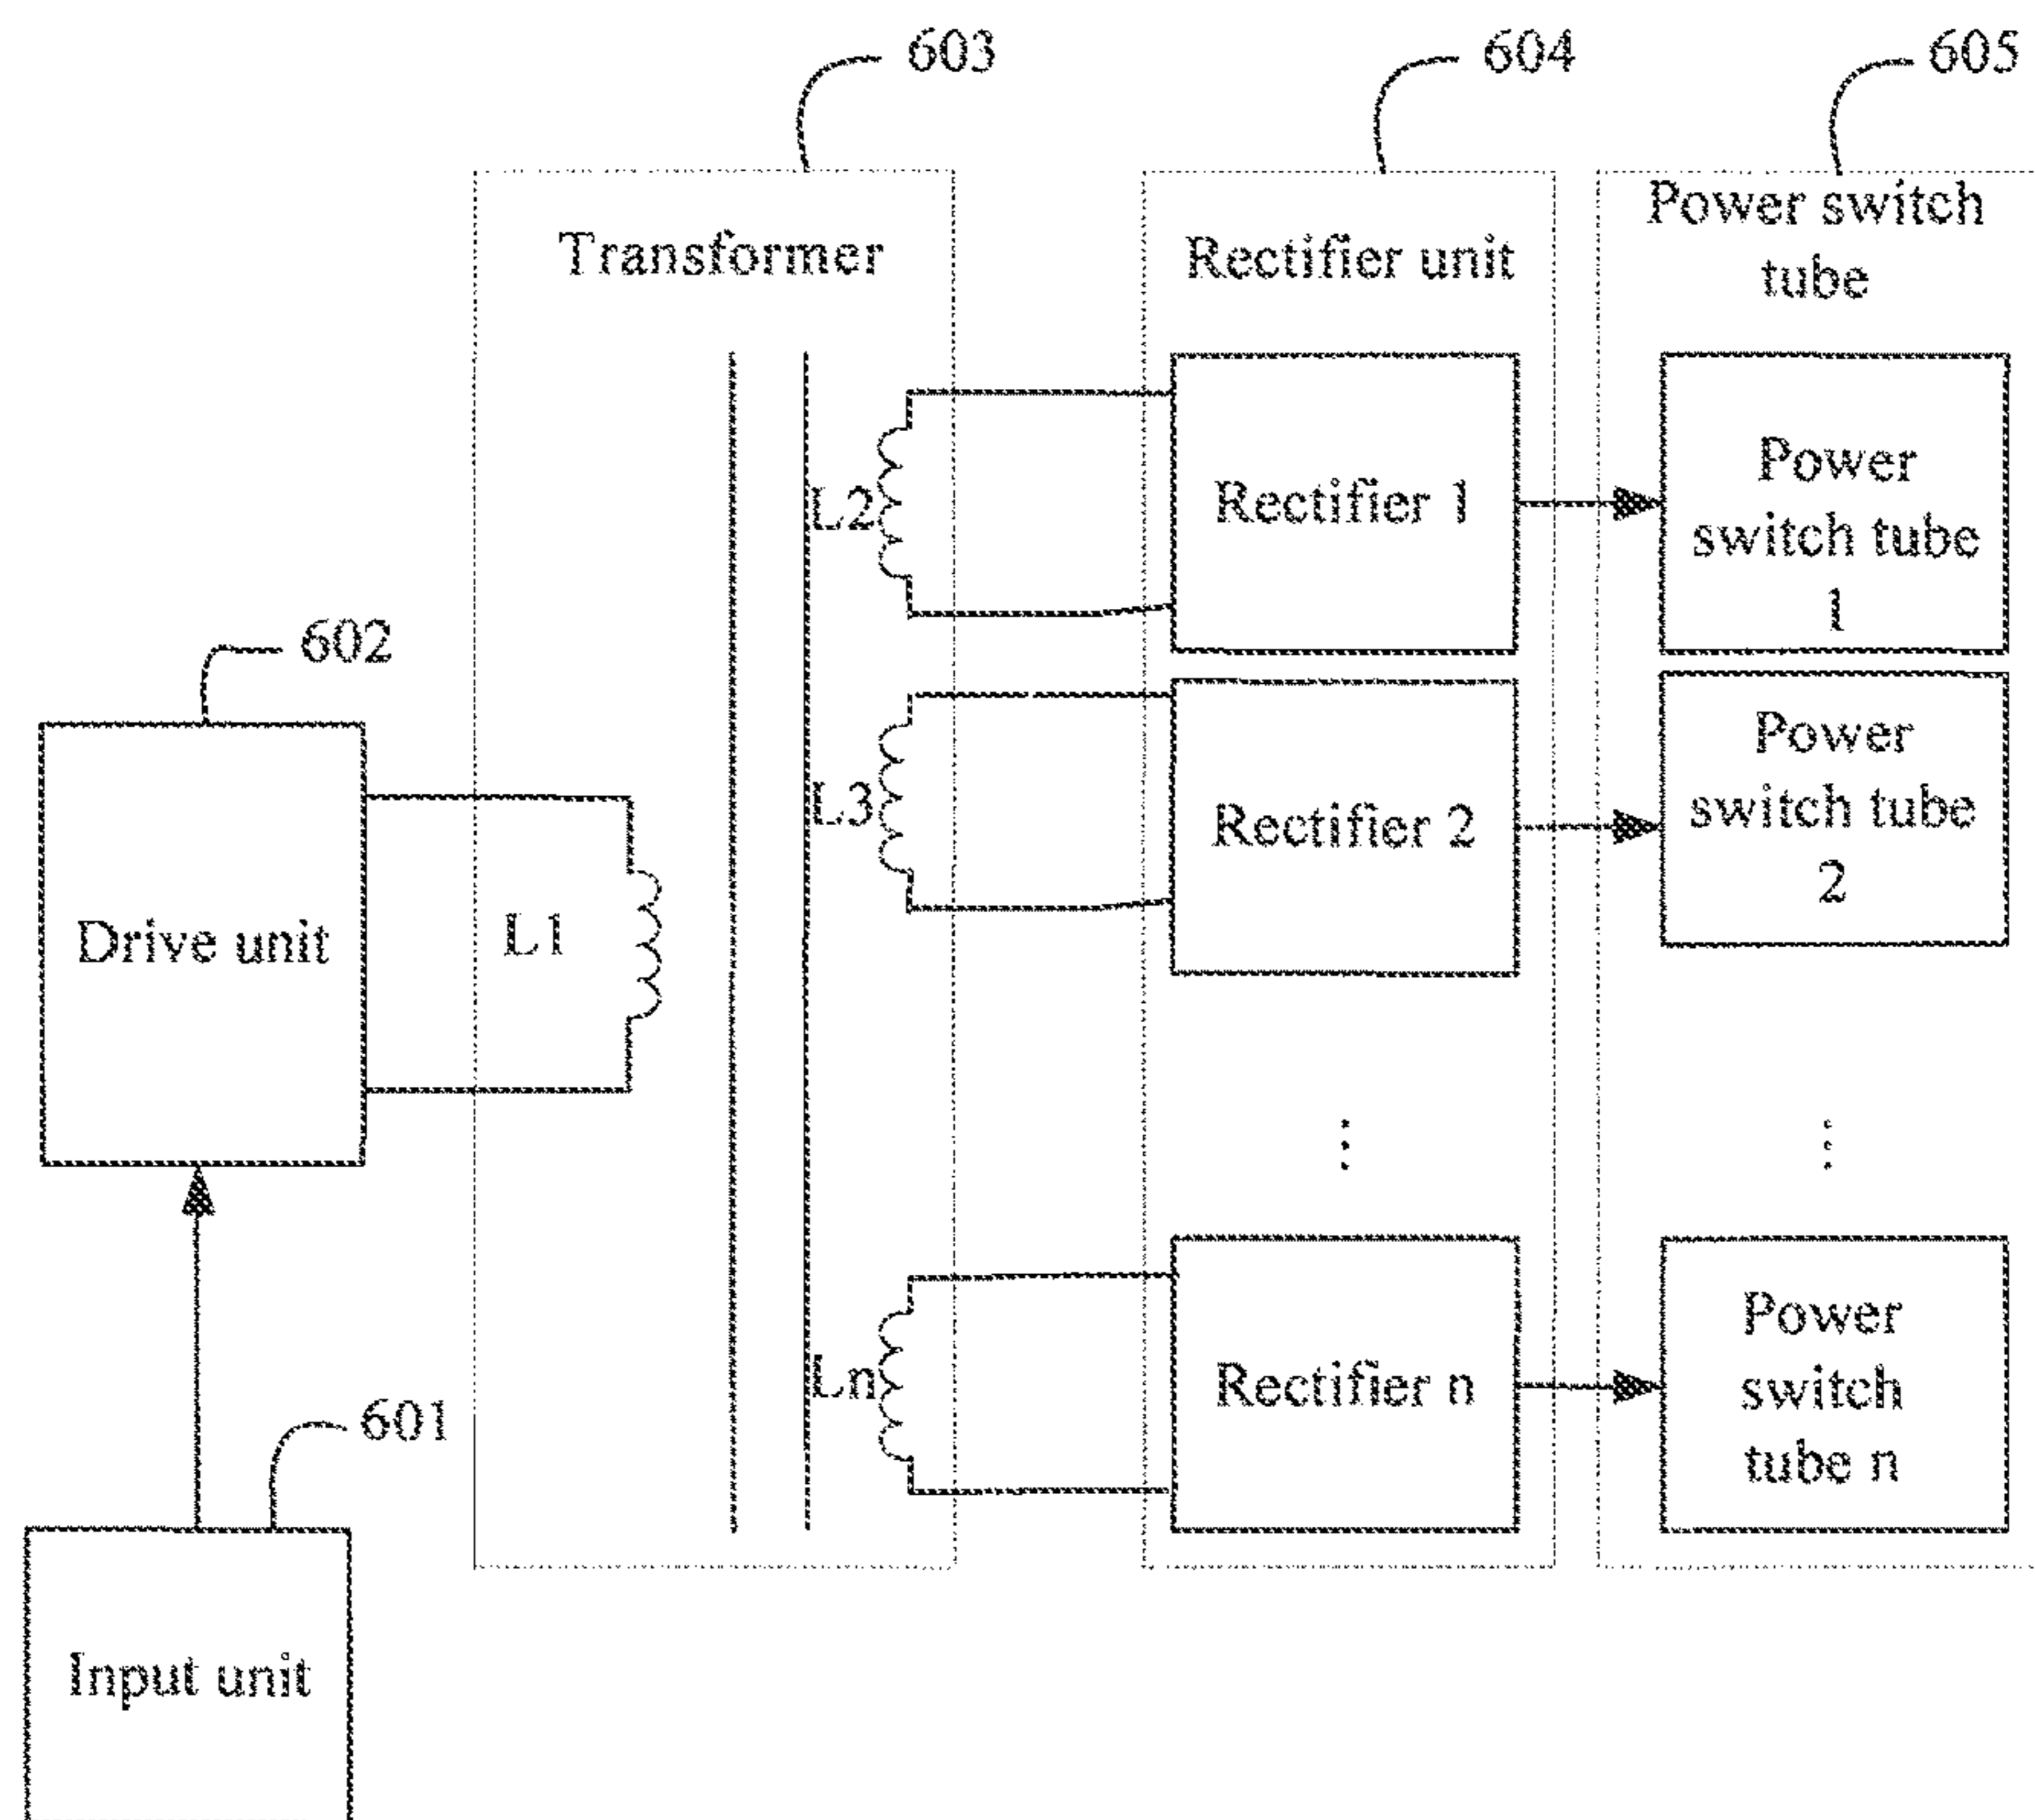 603
604
605
Transformer
Rectifier unit
Power switch
tube
L2
Rectifier 1
Power
switch tube
1
602
L3
Rectifier 2
Power
switch tube
2
Drive unit
L1
Ln
Rectifier n
Power
switch
tube n
601
Input unit